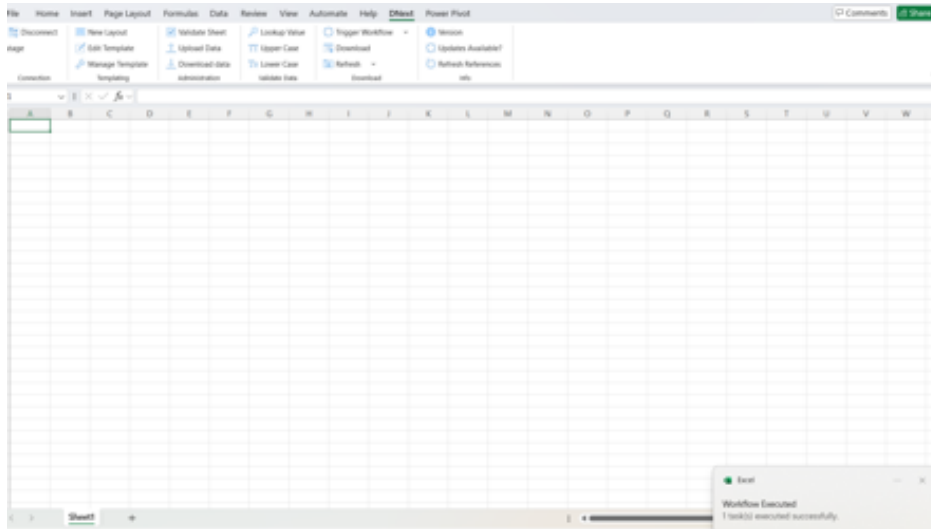 File Home Insert Page Layout Formulas Data Review View Automate Help DNext Power Pivot Comments Share
Disconnect New Layout Validate Sheet Lookup Value Trigger Workflow Version
Edit Template Upload Data Upper Case Download Updates Available?
Manage Template Download data Lower Case Refresh Refresh References
Connection Templating Administration Validate Data Download Info
fx
A B C D E F G H I J K L M N O P Q R S T U V W
Excel
Workflow Executed
1 task(s) executed successfully.
Sheet1